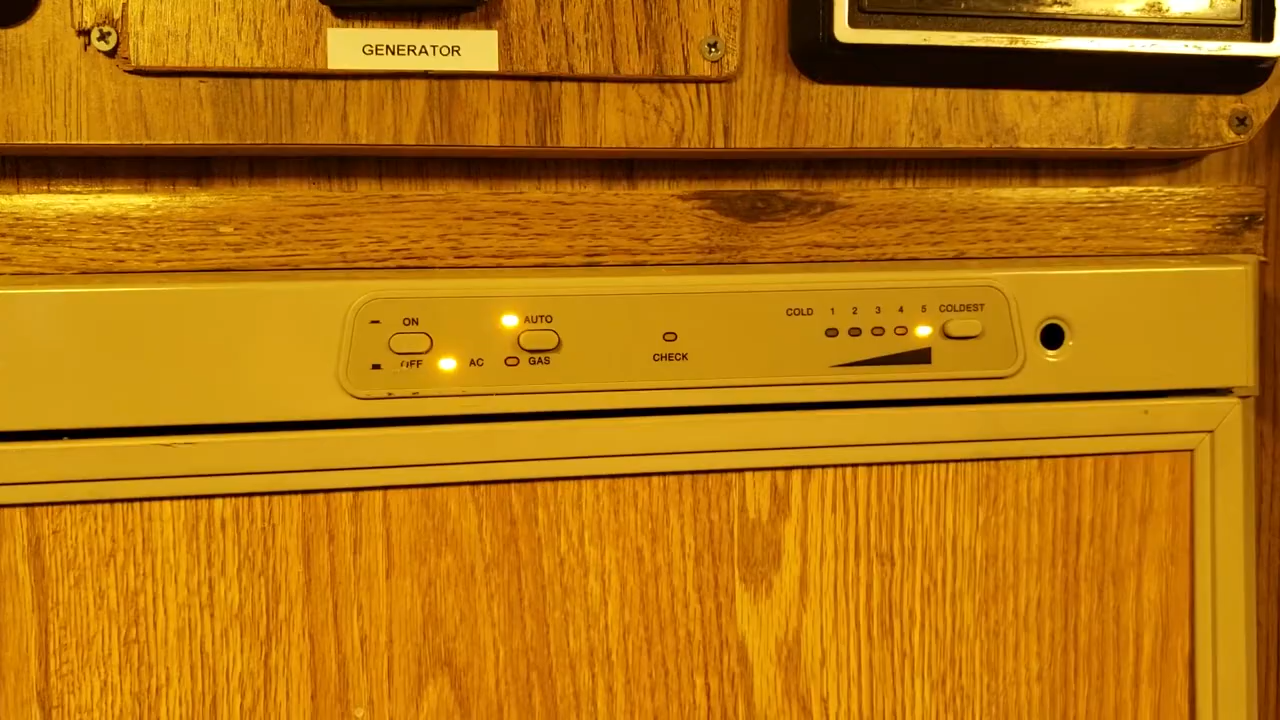 GENERATOR
ON
OFF
AC
AUTO
GAS
CHECK
COLD 1 2 3 4 5 COLDEST